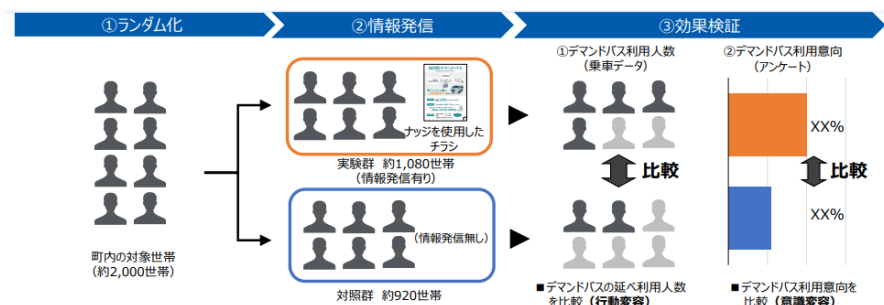 ①ランダム化
②情報発信
③効果検証
町内の対象世帯
(約2,000世帯)
ナッジを使用した
チラシ
実験群 約1,080世帯
(情報発信有り)
(情報発信無し)
対照群 約920世帯
①デマンドバス利用人数
(乗車データ)
比較
■デマンドバスの延べ利用人数
を比較（行動変容）
②デマンドバス利用意向
(アンケート)
XX%
比較
XX%
■デマンドバス利用意向を
比較（意識変容）